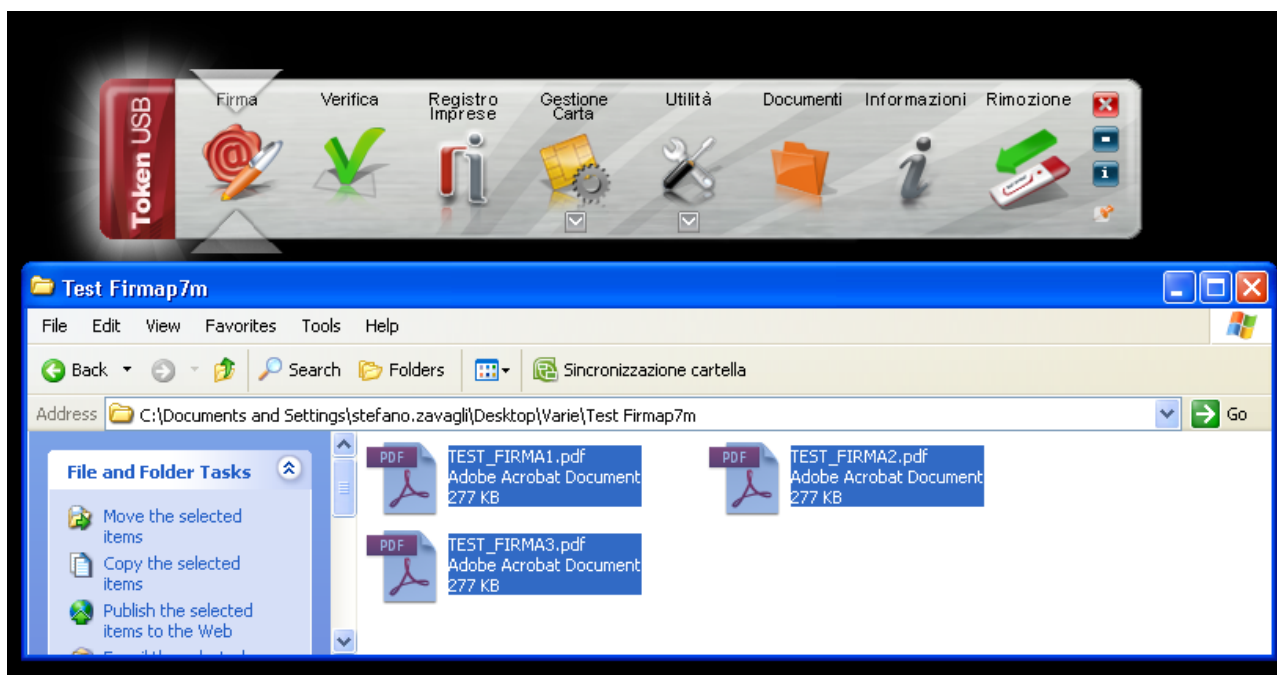 Token USB
Firma
Verifica
Registro
Imprese
Gestione
Carta
Utilità
Documenti
Informazioni
Rimozione
Test Firmap7m
File Edit View Favorites Tools Help
Back Search Folders Sincronizzazione cartella
Address C:\Documents and Settings\stefano.zavagli\Desktop\Varie\Test Firmap7m Go
File and Folder Tasks
Move the selected
items
Copy the selected
items
Publish the selected
items to the Web
PDF
TEST_FIRMA1.pdf
Adobe Acrobat Document
277 KB
PDF
TEST_FIRMA2.pdf
Adobe Acrobat Document
277 KB
PDF
TEST_FIRMA3.pdf
Adobe Acrobat Document
277 KB